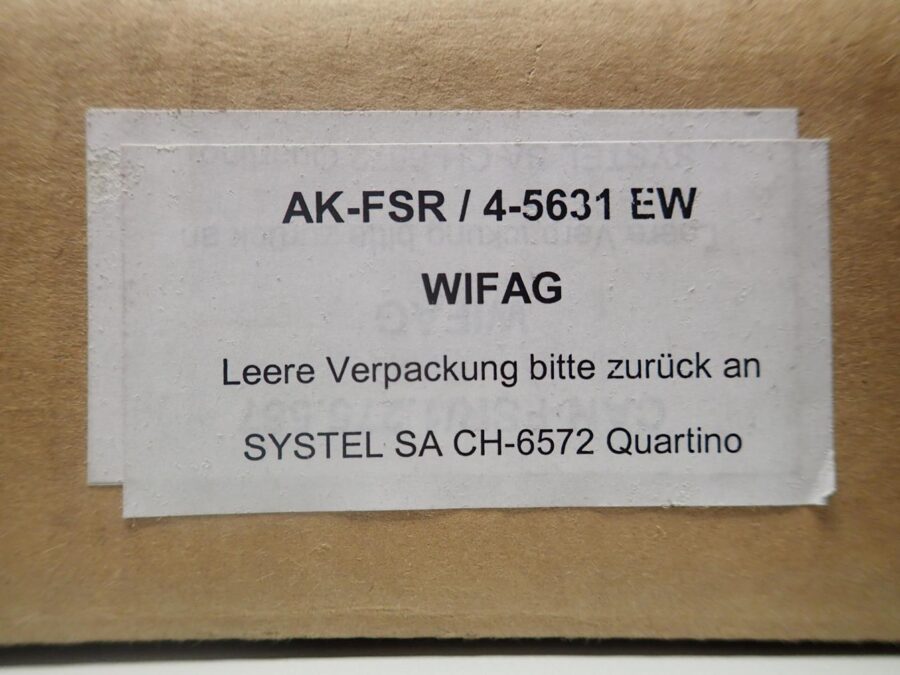 AK-FSR / 4-5631 EW
WIFAG
Leere Verpackung bitte zurück an
SYSTEL SA CH-6572 Quartino